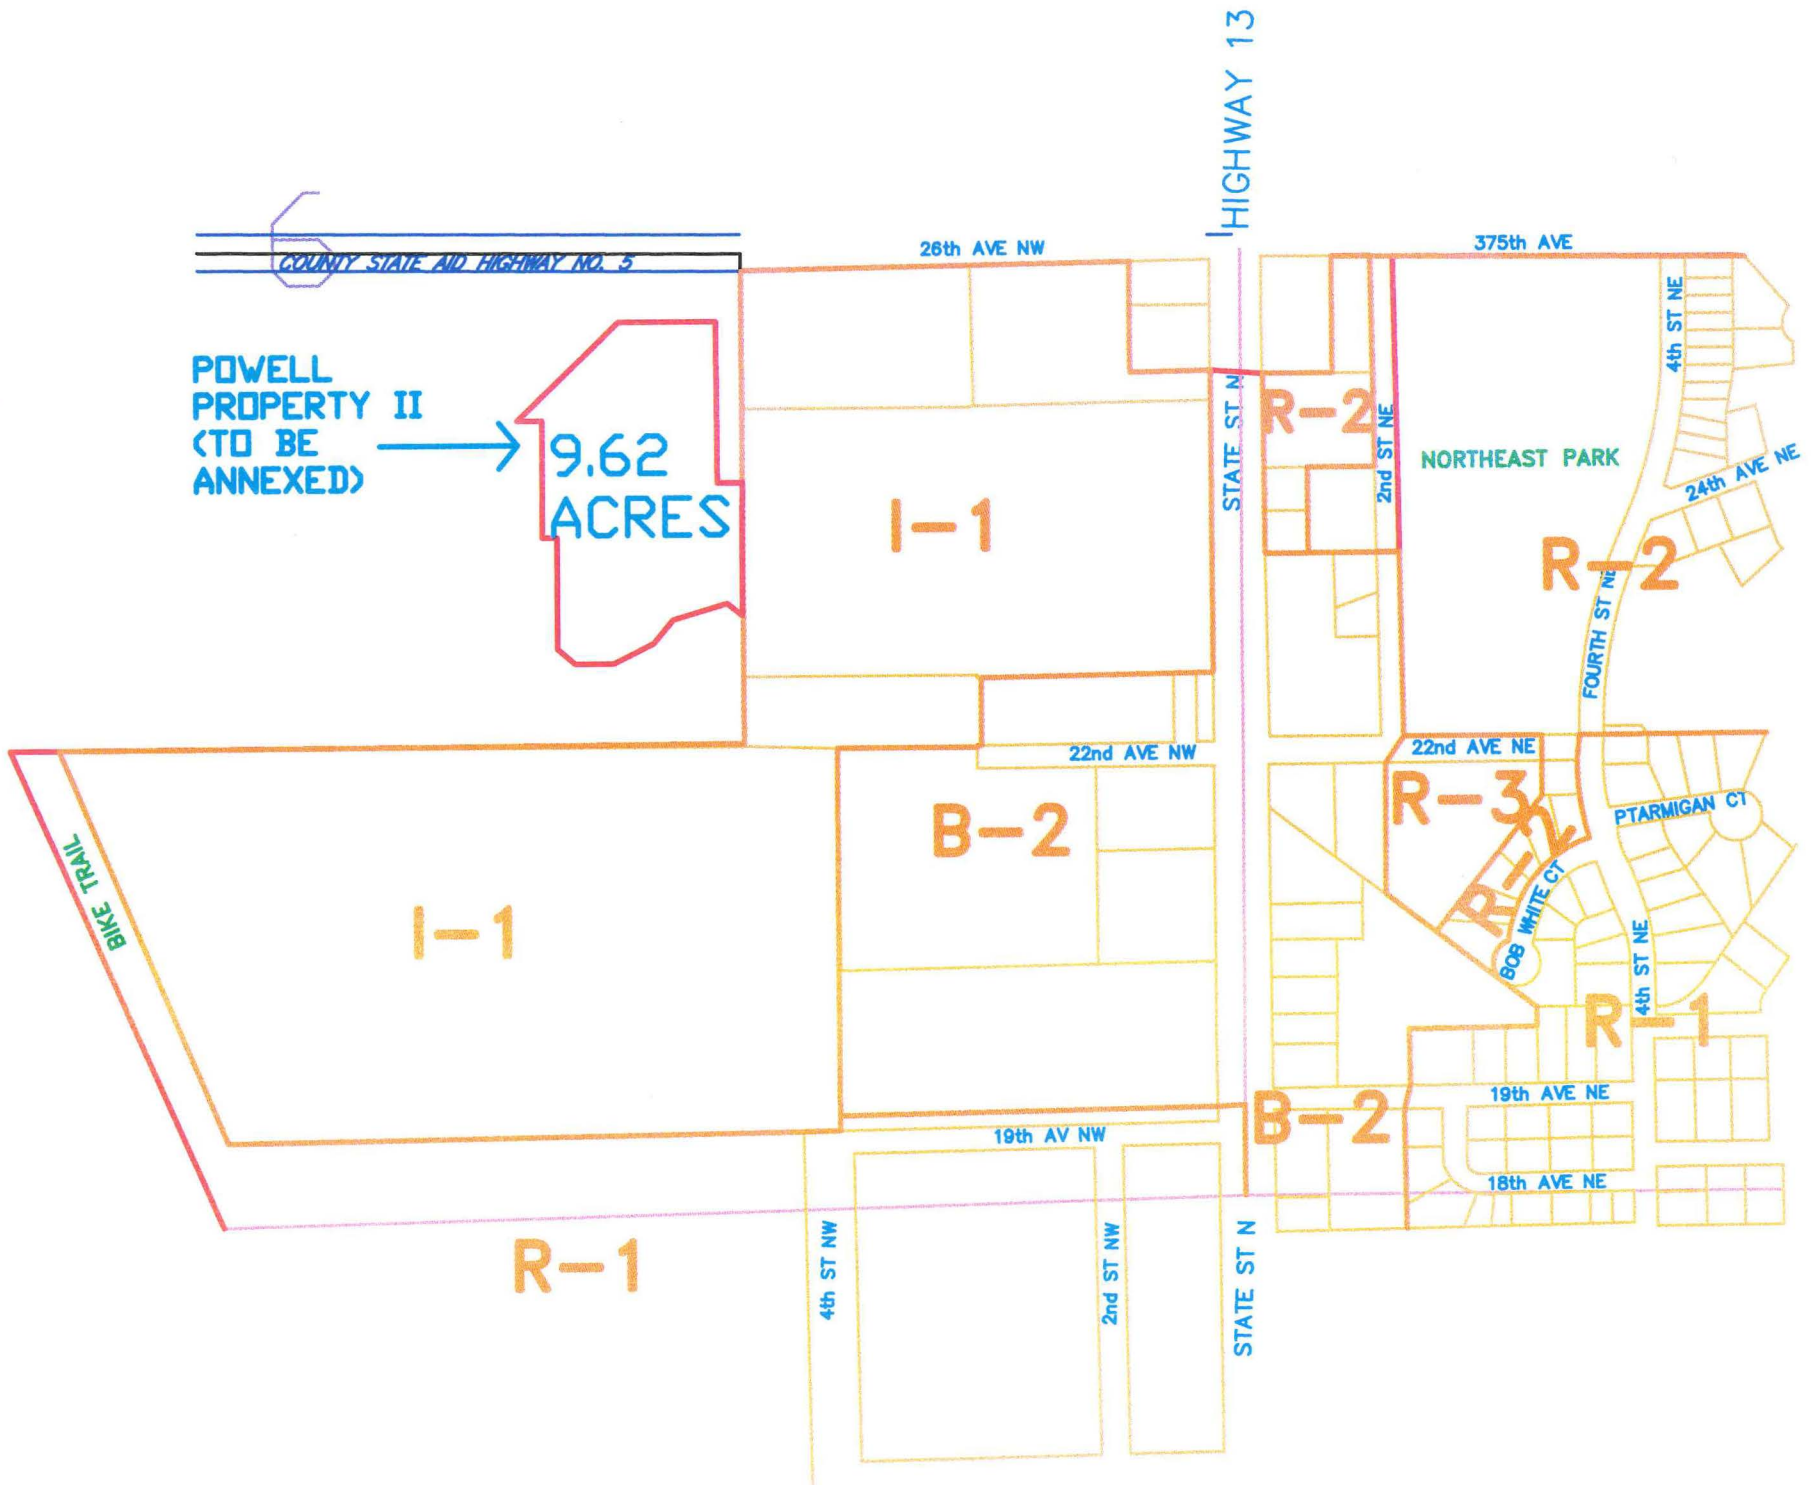 HIGHWAY 13
26th AVE NW
375th AVE
COUNTY STATE AID HIGHWAY NO. 5
4th ST NE
POWELL
PROPERTY II
(TO BE
ANNEXED)
9.62
ACRES
STATE ST N
R-2
2nd ST NE
NORTHEAST PARK
24th AVE NE
I-1
R-2
FOURTH ST NE
22nd AVE NW
22nd AVE NE
R-3
R-2
PTARMIGAN CT
B-2
BIKE TRAIL
I-1
BOB WHITE CT
4th ST NE
R-1
19th AVE NE
B-2
19th AV NW
18th AVE NE
R-1
4th ST NW
2nd ST NW
STATE ST N